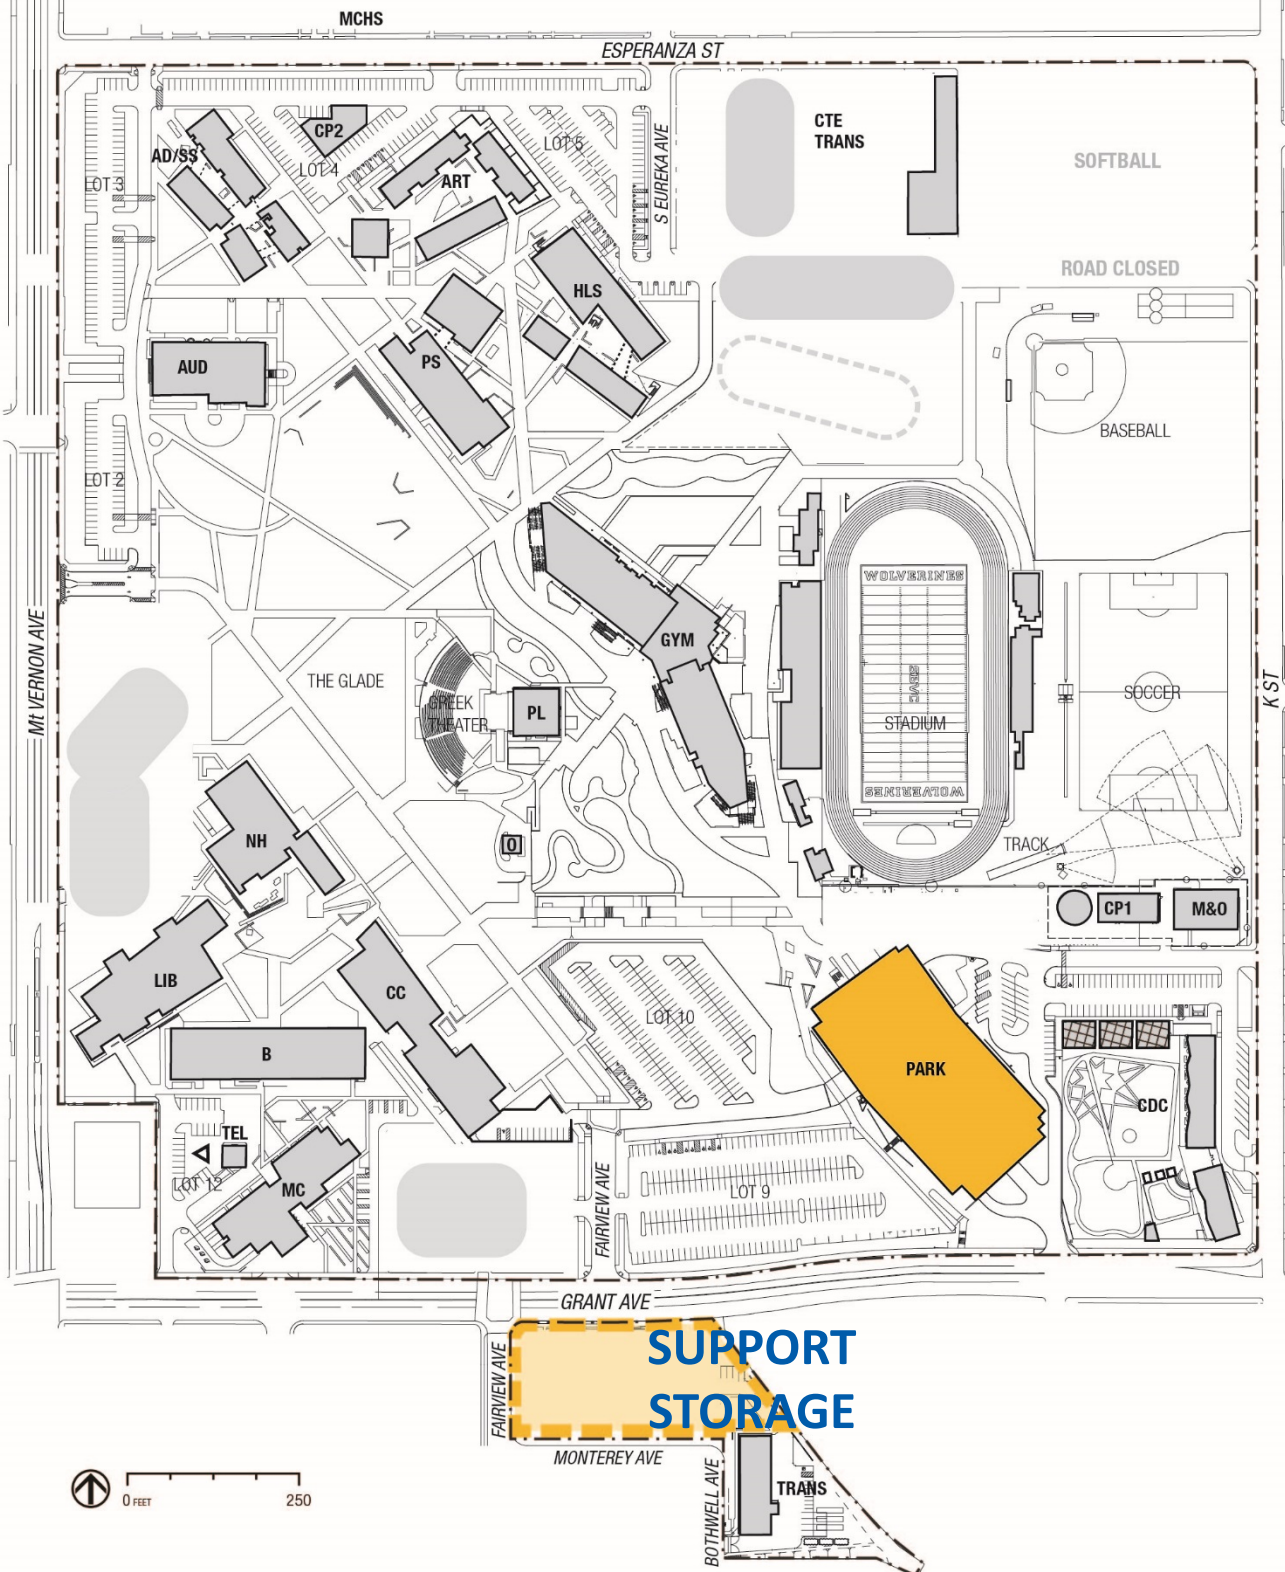 MCHS
ESPERANZA ST
CP2
CTE
TRANS
AD/SS
LOT 4
LOT 5
SOFTBALL
LOT 3
ART
S EUREKA AVE
ROAD CLOSED
HLS
AUD
PS
BASEBALL
LOT 2
WOLVERINES
Mt VERNON AVE
GYM
THE GLADE
SBVC
SOCCER
K ST
GREEK
THEATER
PL
STADIUM
WOLVERINES
NH
O
TRACK
CP1
M&O
LIB
CC
LOT 10
B
PARK
CDC
TEL
LOT 12
MC
LOT 9
FAIRVIEW AVE
GRANT AVE
SUPPORT
STORAGE
FAIRVIEW AVE
MONTEREY AVE
BOTHWELL AVE
TRANS
0 FEET
250